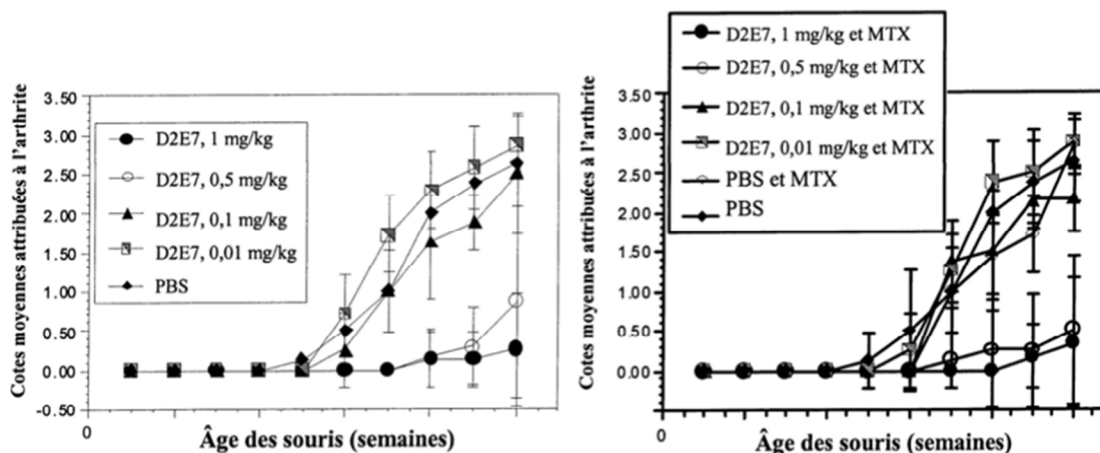 Cotes moyennes attribuées à l'arthrite
3.50
3.00
2.50
2.00
1.50
1.00
0.50
0.00
-0.50
D2E7, 1 mg/kg
D2E7, 0,5 mg/kg
D2E7, 0,1 mg/kg
D2E7, 0,01 mg/kg
PBS
0
Âge des souris (semaines)
D2E7, 1 mg/kg et MTX
D2E7, 0,5 mg/kg et MTX
D2E7, 0,1 mg/kg et MTX
D2E7, 0,01 mg/kg et MTX
PBS et MTX
PBS
Cotes moyennes attribuées à l'arthrite
3.50
3.00
2.50
2.00
1.50
1.00
0.50
0.00
0
Âge des souris (semaines)